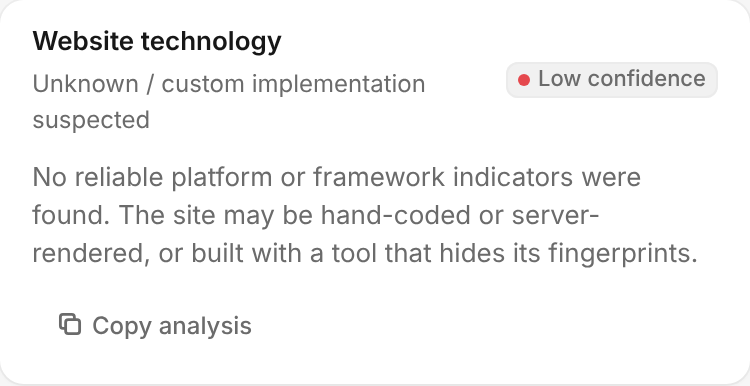 Website technology
Unknown / custom implementation
suspected
Low confidence
No reliable platform or framework indicators were
found. The site may be hand-coded or server-
rendered, or built with a tool that hides its fingerprints.
Copy analysis